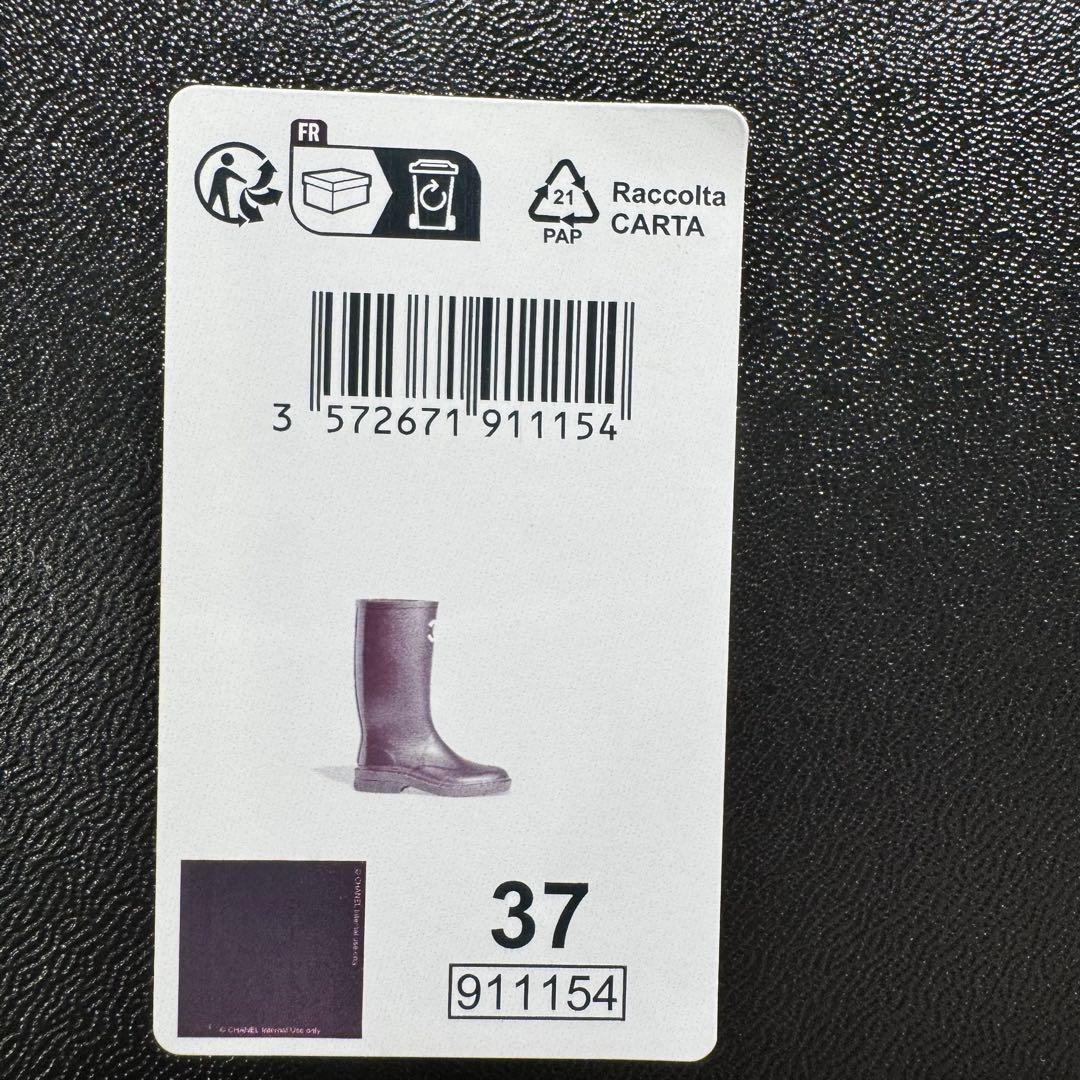 FR
21
PAP
Raccolta
CARTA
3 572671 911154
© CHANEL Internal use only
© CHANEL Internal Use only
37
911154